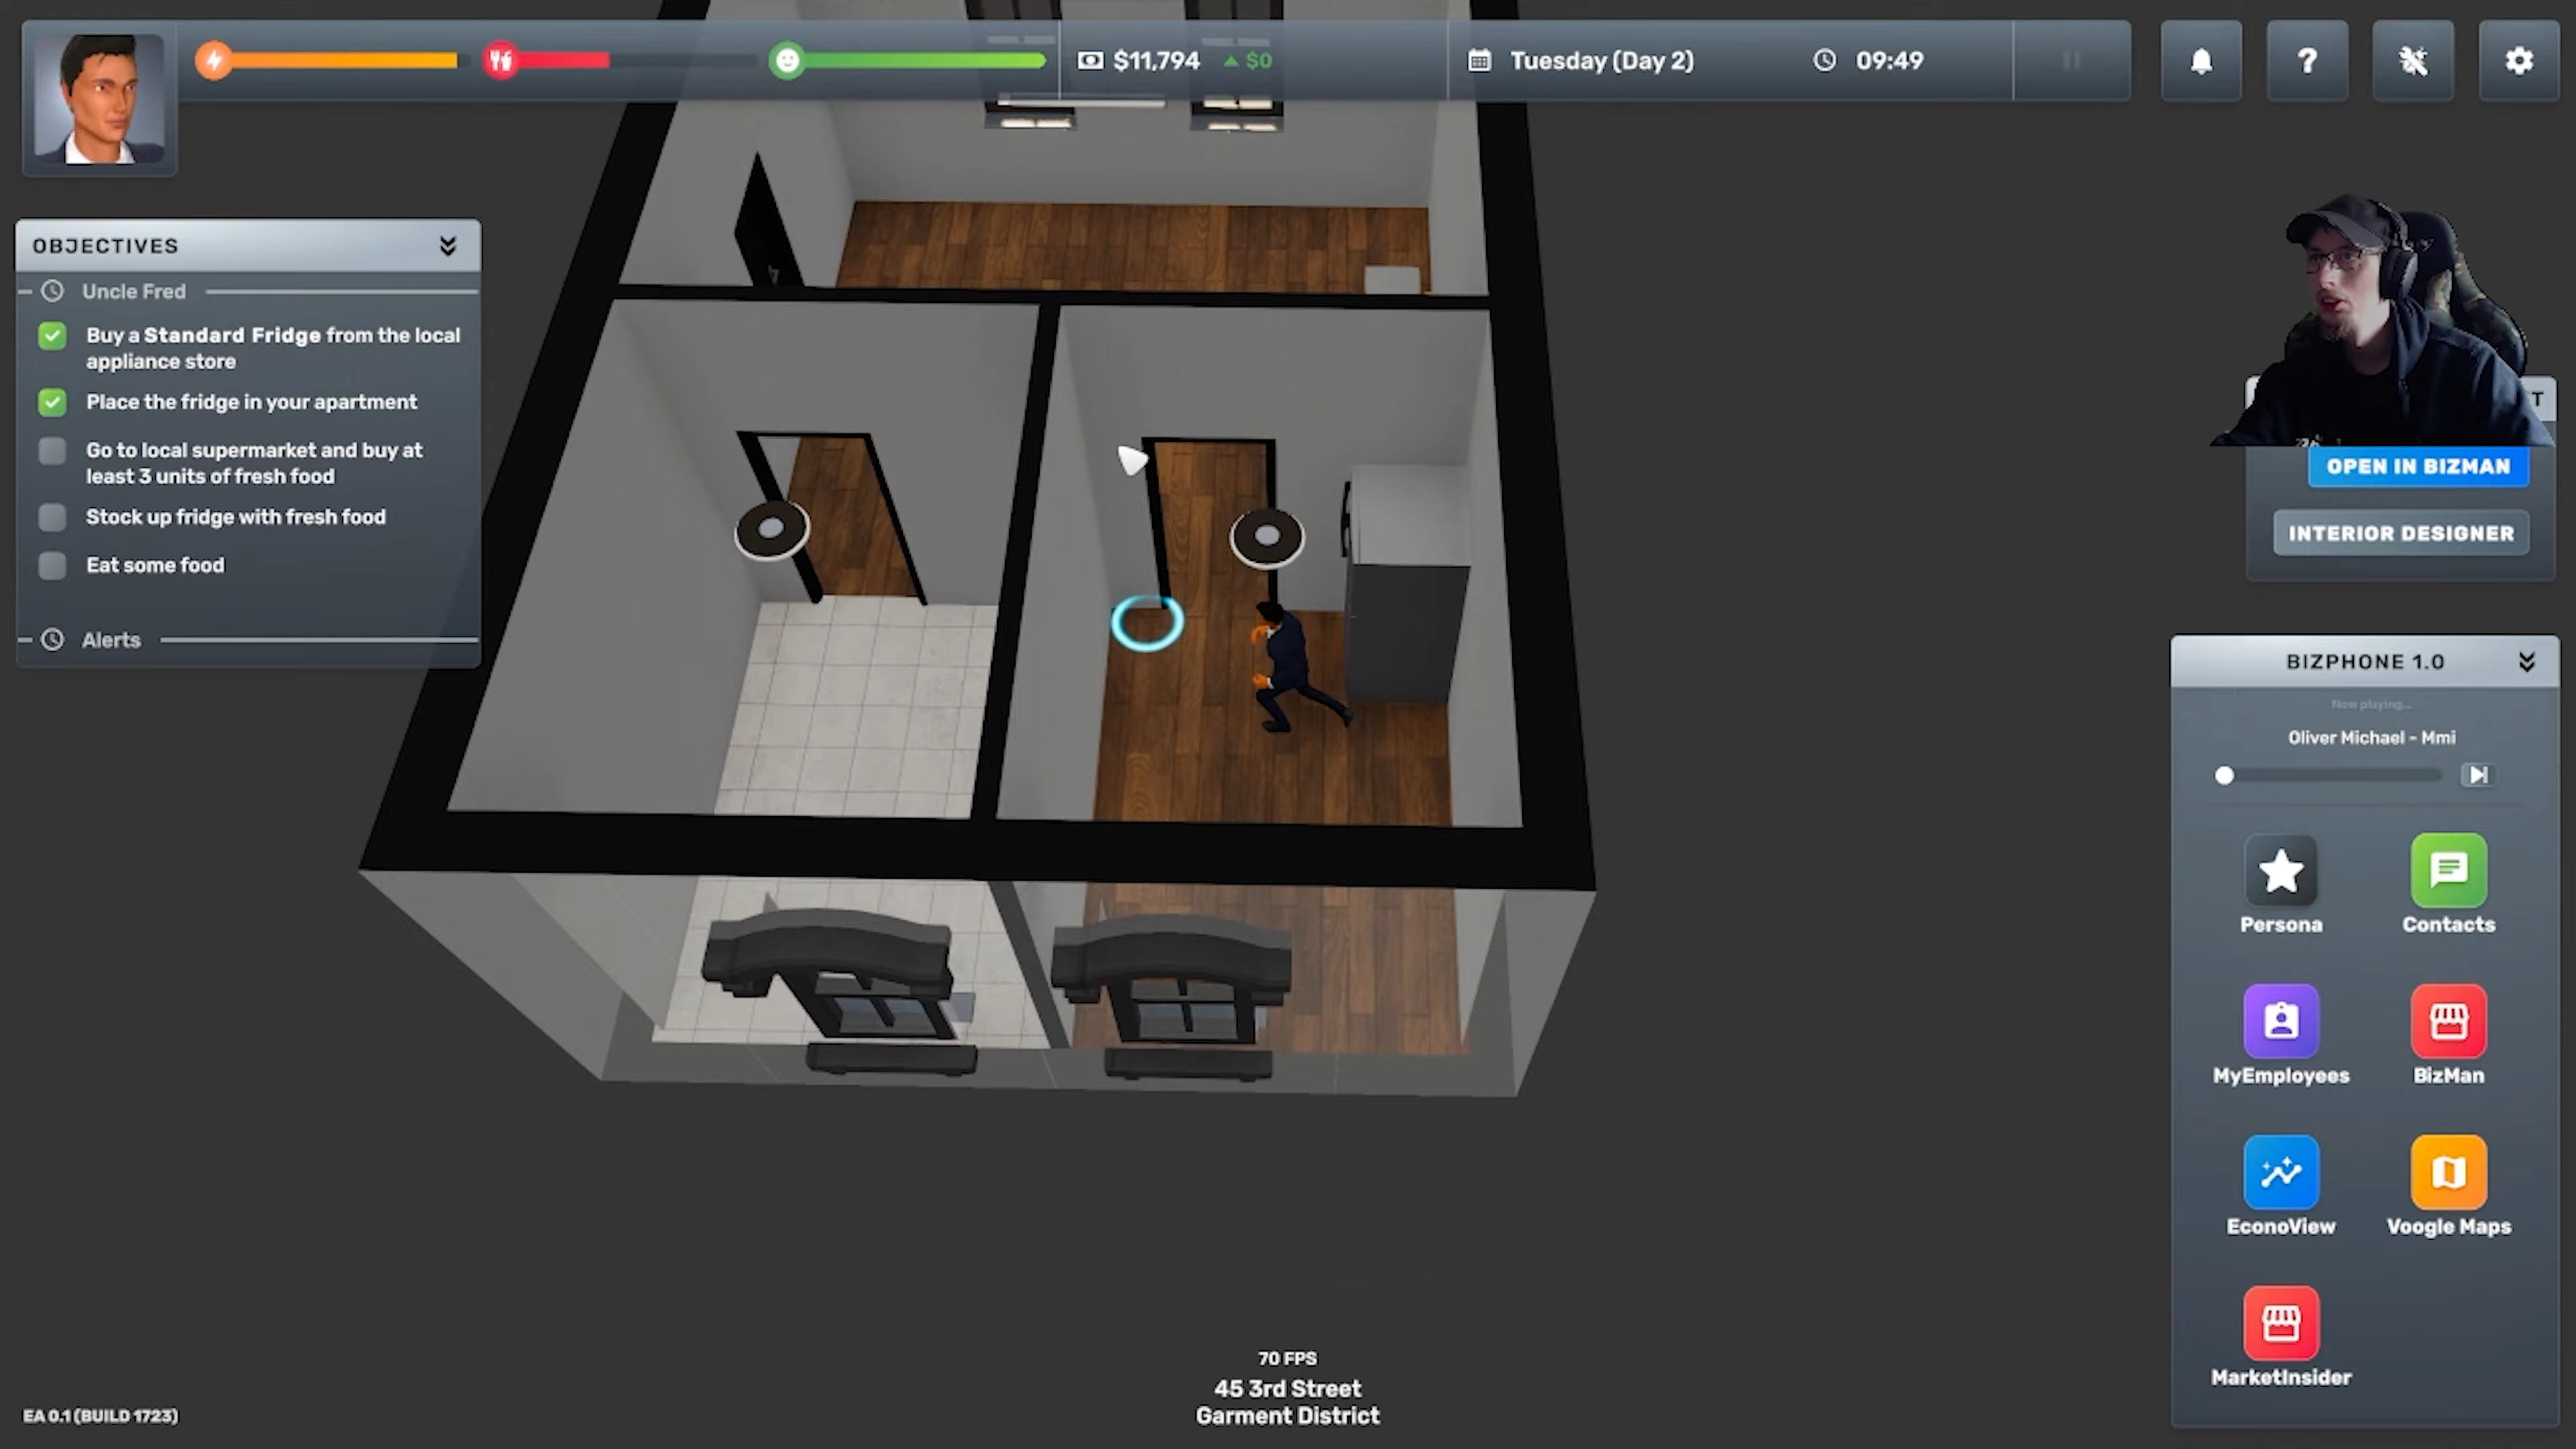 $11,794
$0
Tuesday (Day 2)
09:49
?
OBJECTIVES
Uncle Fred
Buy a Standard Fridge from the local
appliance store
Place the fridge in your apartment
Go to local supermarket and buy at
least 3 units of fresh food
Stock up fridge with fresh food
Eat some food
Alerts
T
OPEN IN BIZMAN
INTERIOR DESIGNER
BIZPHONE 1.0
Now playing...
Oliver Michael - Mmi
Persona
Contacts
MyEmployees
BizMan
EconoView
Voogle Maps
MarketInsider
70 FPS
45 3rd Street
Garment District
EA 0.1 (BUILD 1723)